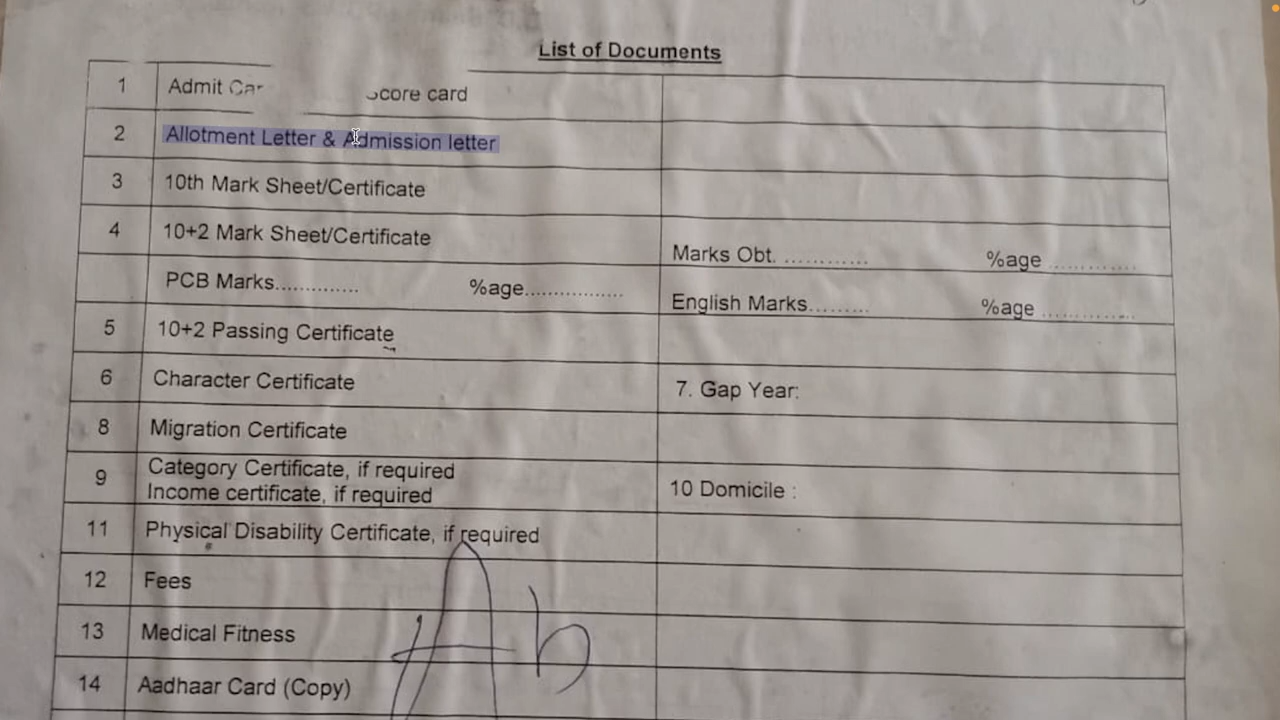 List of Documents
1 Admit Score card
2 Allotment Letter & Admission letter
3 10th Mark Sheet/Certificate
4 10+2 Mark Sheet/Certificate
Marks Obt. ............ %age ............
PCB Marks.............. %age.................
English Marks......... %age .............
5 10+2 Passing Certificate
6 Character Certificate 7. Gap Year:
8 Migration Certificate
9 Category Certificate, if required
Income certificate, if required
10 Domicile :
11 Physical Disability Certificate, if required
12 Fees
13 Medical Fitness
14 Aadhaar Card (Copy)